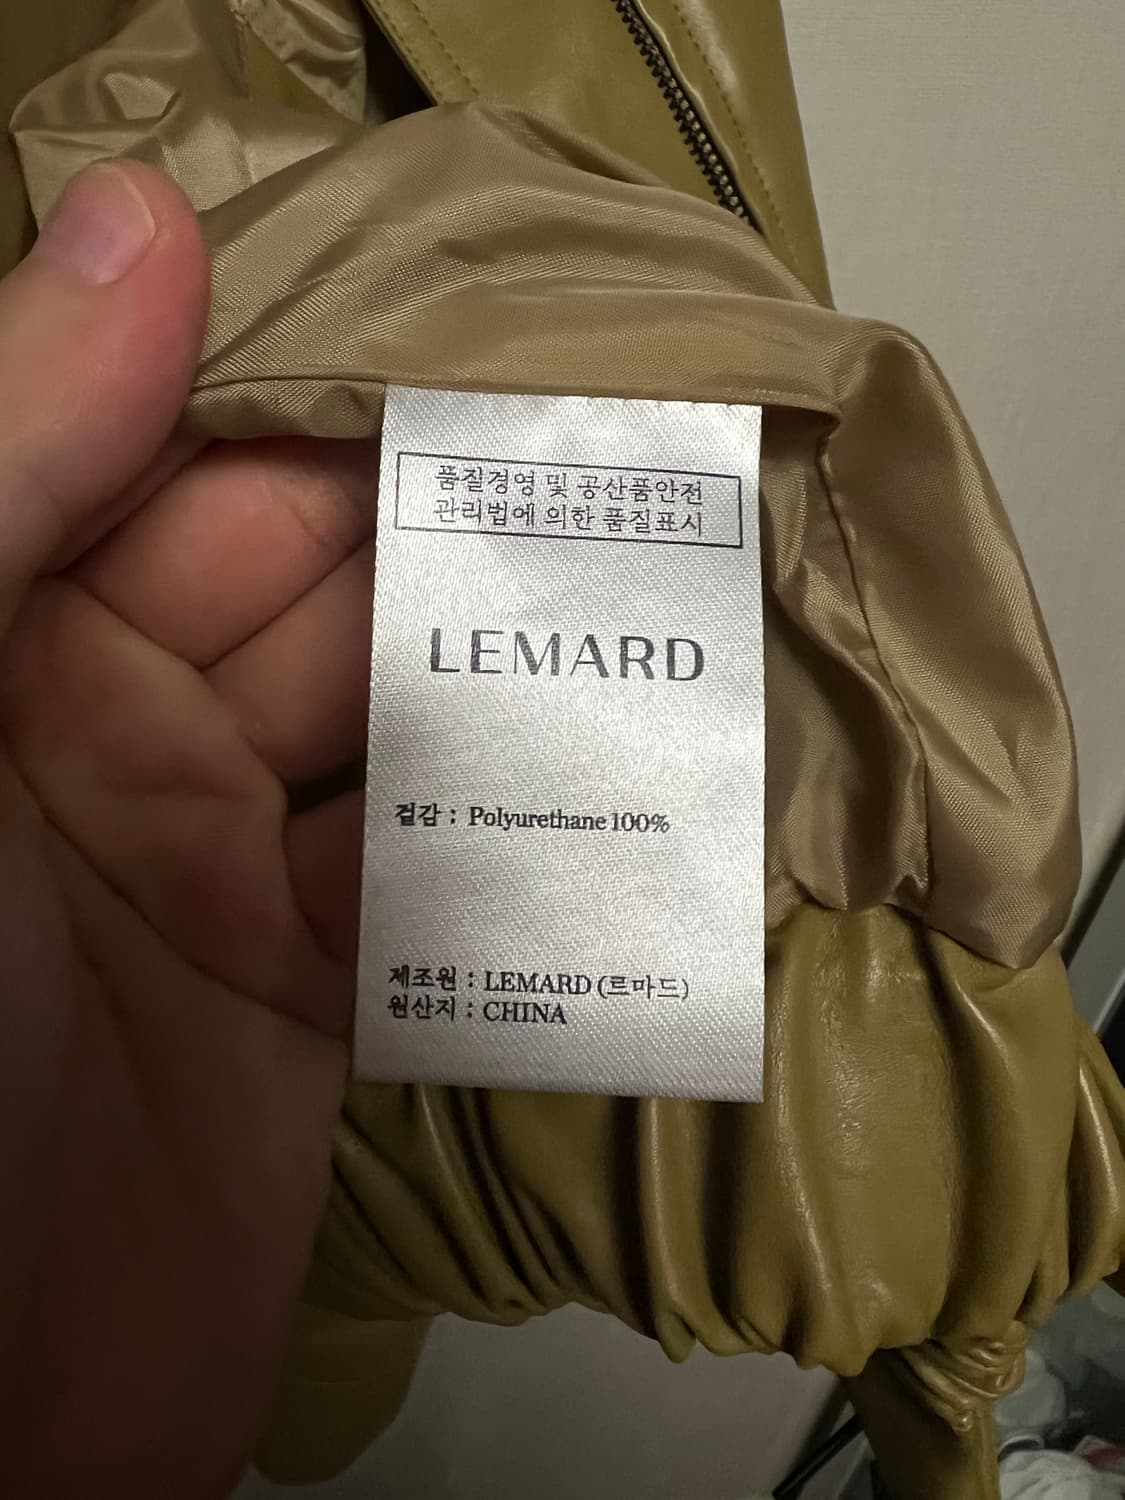 품질경영 및 공산품안전
관리법에 의한 품질표시
LEMARD
겉감 : Polyurethane 100%
제조원 : LEMARD (르마드)
원산지 : CHINA